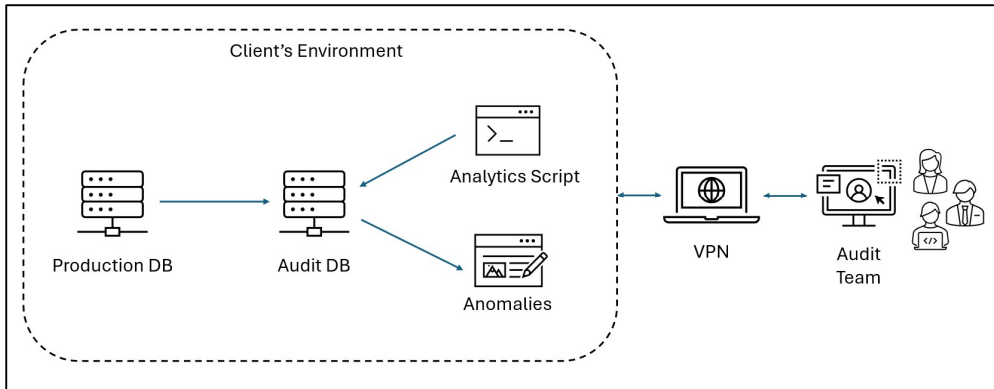 Client's Environment
Analytics Script
Production DB
Audit DB
Anomalies
VPN
Audit
Team